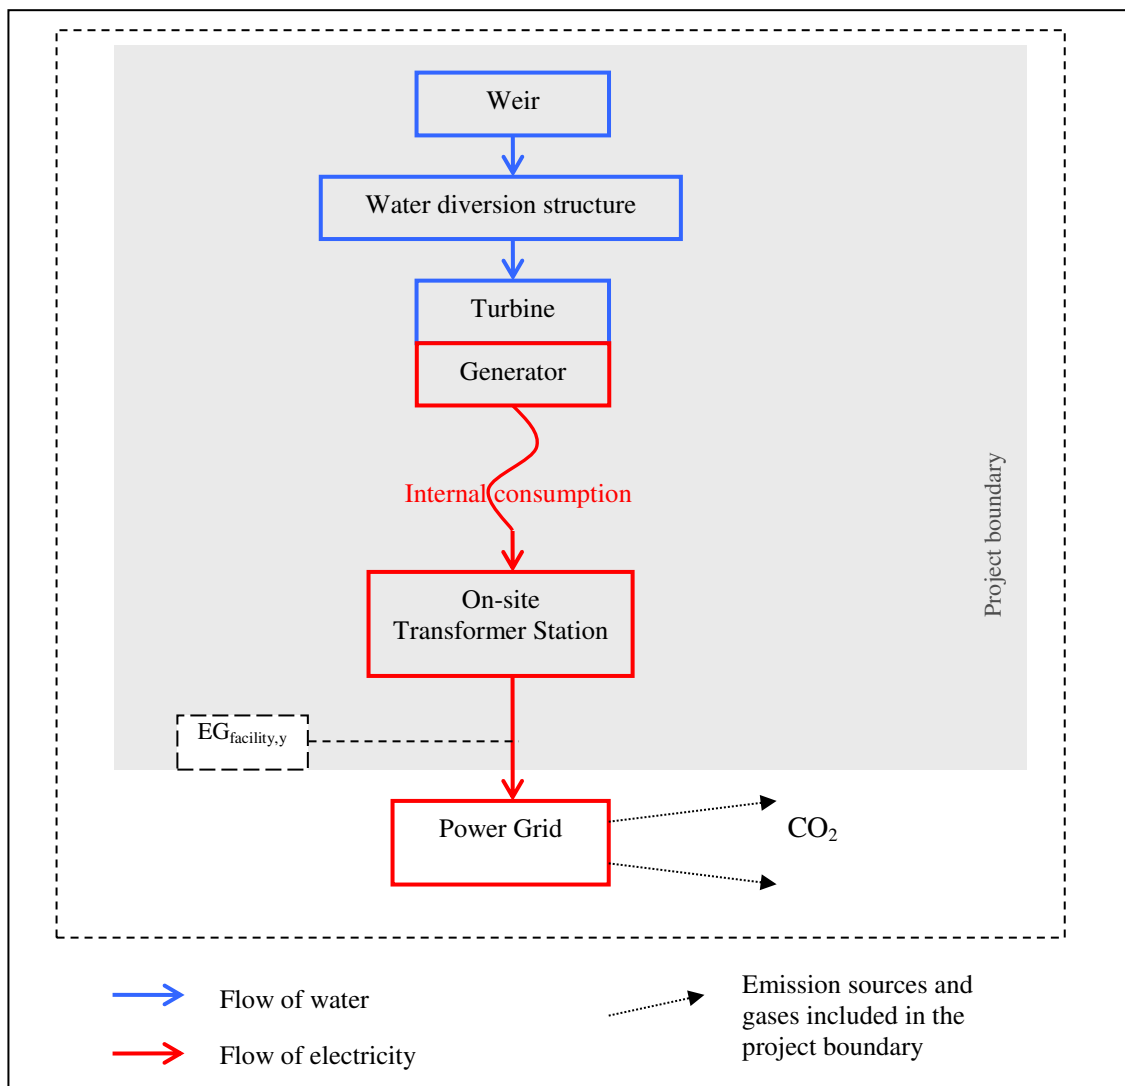 Weir
Water diversion structure
Turbine
Generator
Internal consumption
On-site
Transformer Station
Project boundary
EGfacility,y
Power Grid
CO2
Flow of water
Flow of electricity
Emission sources and
gases included in the
project boundary